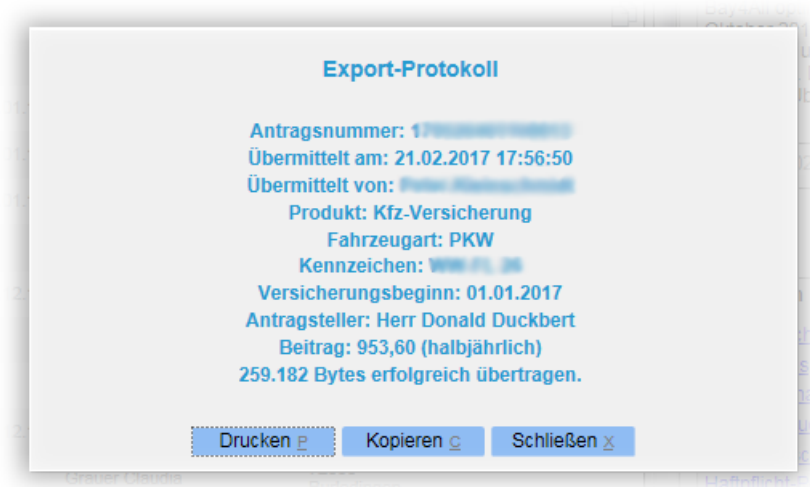 Export-Protokoll
Antragsnummer:
Übermittelt am: 21.02.2017 17:56:50
Übermittelt von:
Produkt: Kfz-Versicherung
Fahrzeugart: PKW
Kennzeichen:
Versicherungsbeginn: 01.01.2017
Antragsteller: Herr Donald Duckbert
Beitrag: 953,60 (halbjährlich)
259.182 Bytes erfolgreich übertragen.
Drucken P Kopieren C Schließen X
Grauer Claudia